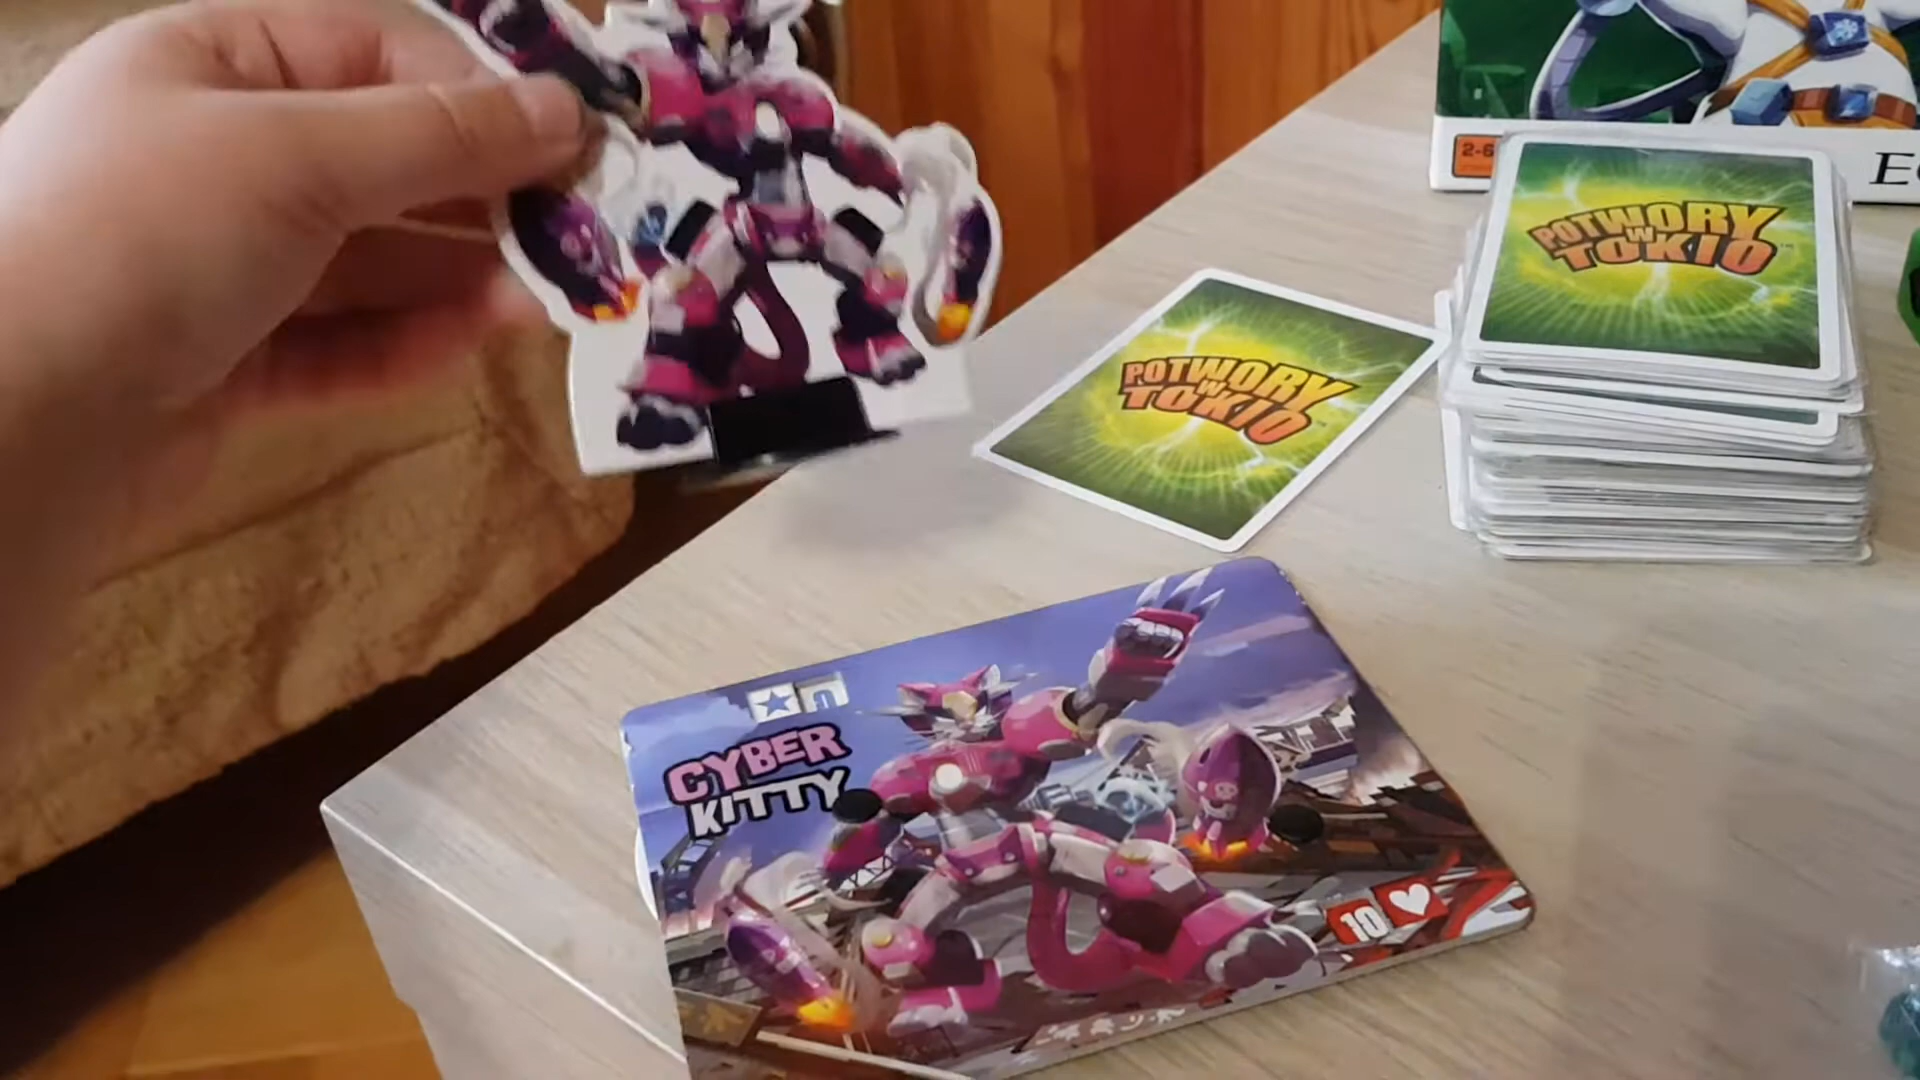 2-6
POTWORY
W
TOKIO
POTWORY
W
TOKIO
CYBER
KITTY
10